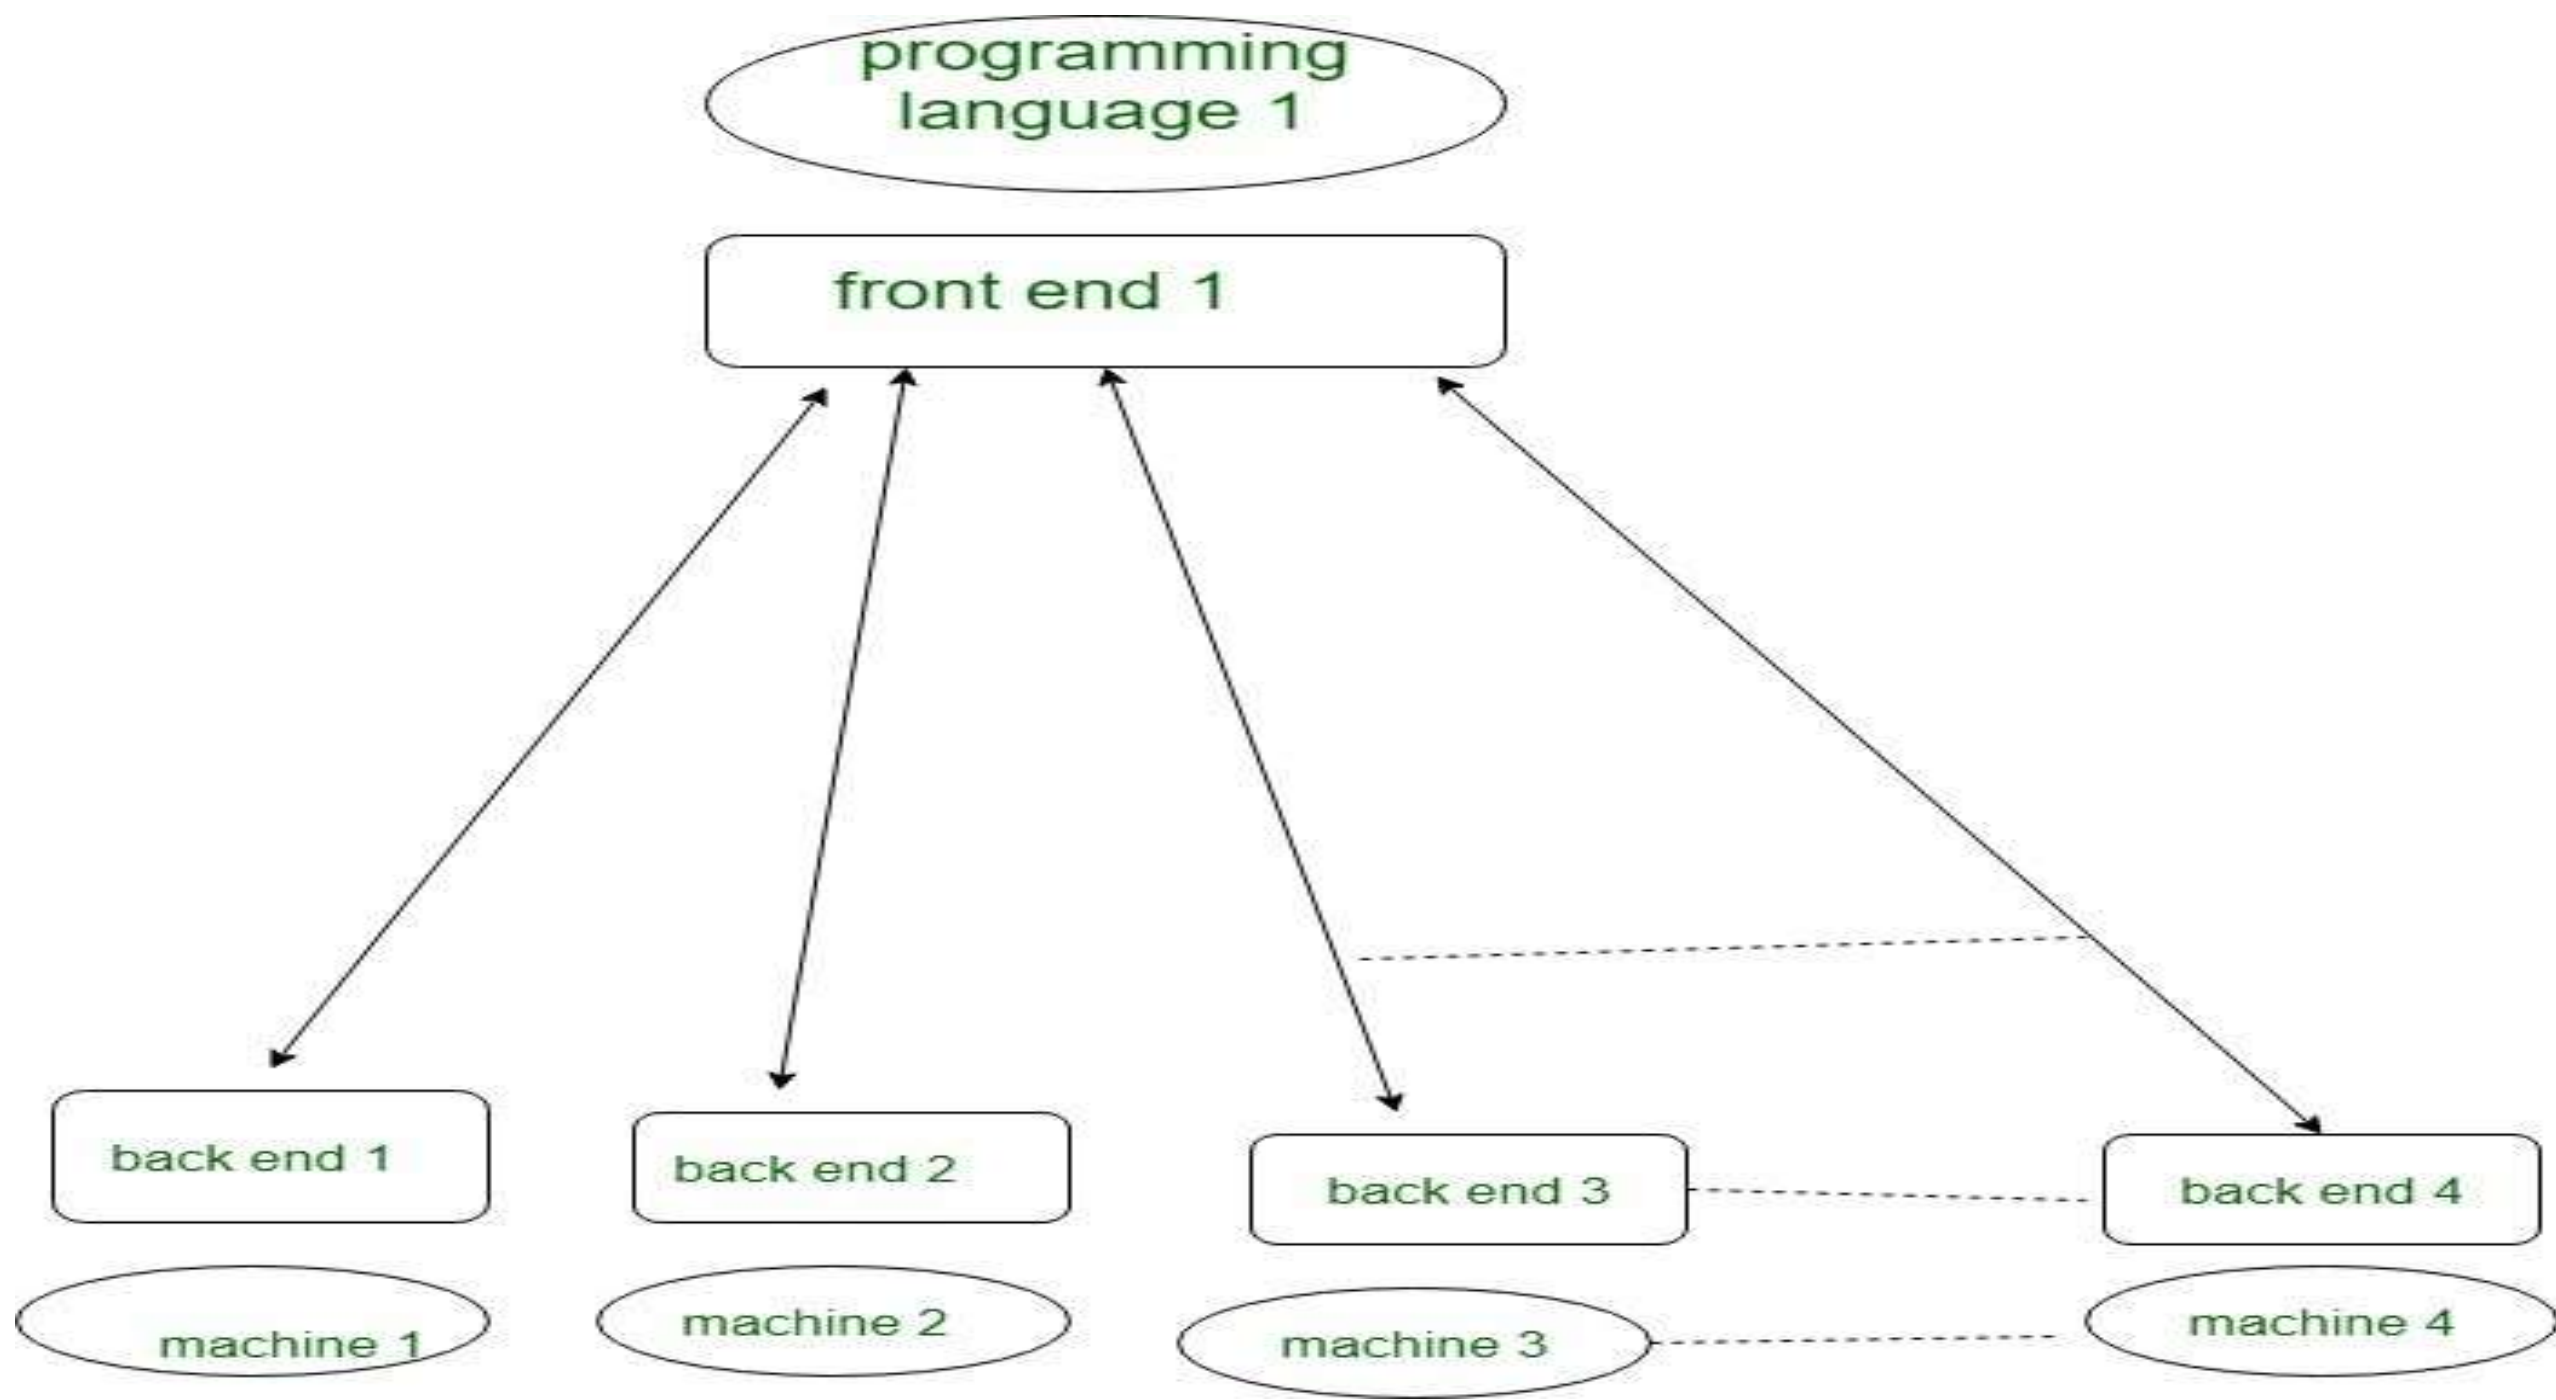 programming
language 1
front end 1
back end 1
back end 2
back end 3
back end 4
machine 1
machine 2
machine 3
machine 4